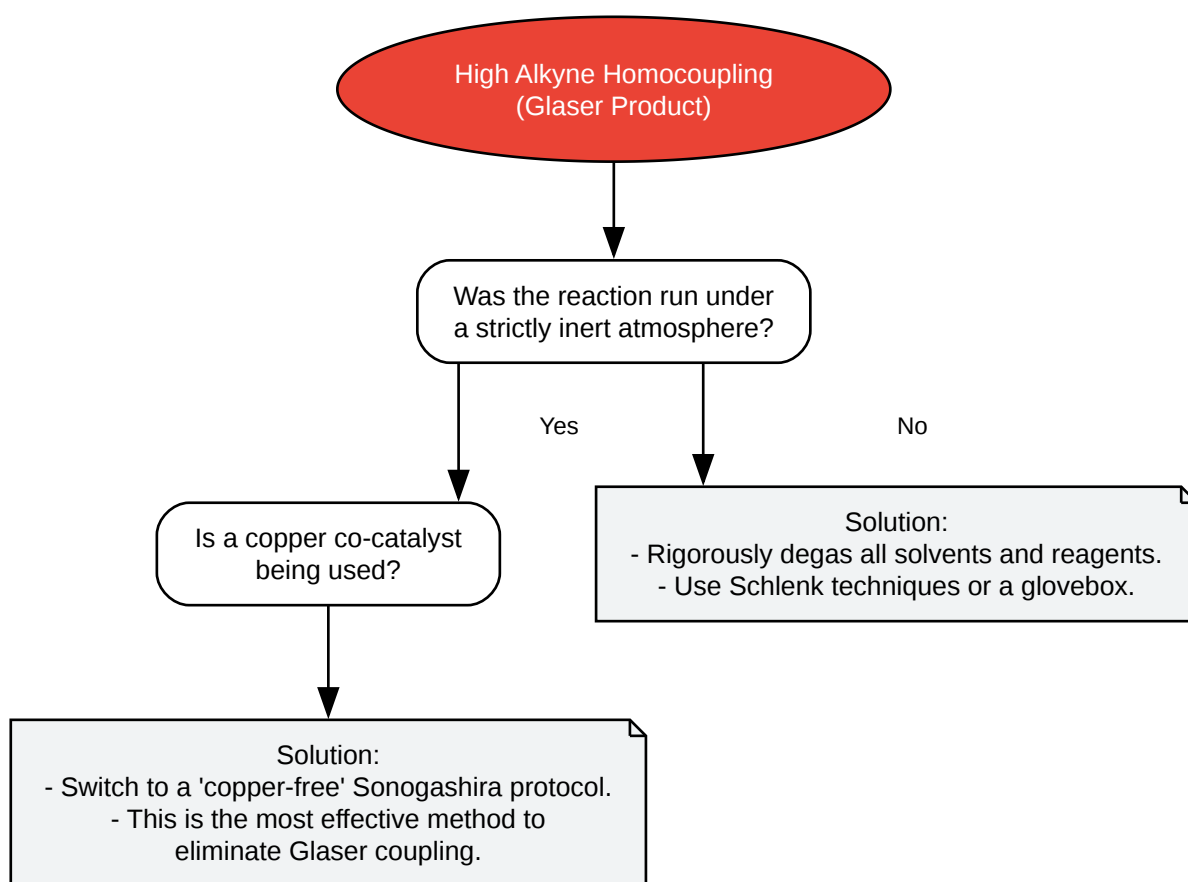 High Alkyne Homocoupling
(Glaser Product)
Was the reaction run under
a strictly inert atmosphere?
Yes
No
Is a copper co-catalyst
being used?
Solution:
- Rigorously degas all solvents and reagents.
- Use Schlenk techniques or a glovebox.
Solution:
- Switch to a 'copper-free' Sonogashira protocol.
- This is the most effective method to
eliminate Glaser coupling.